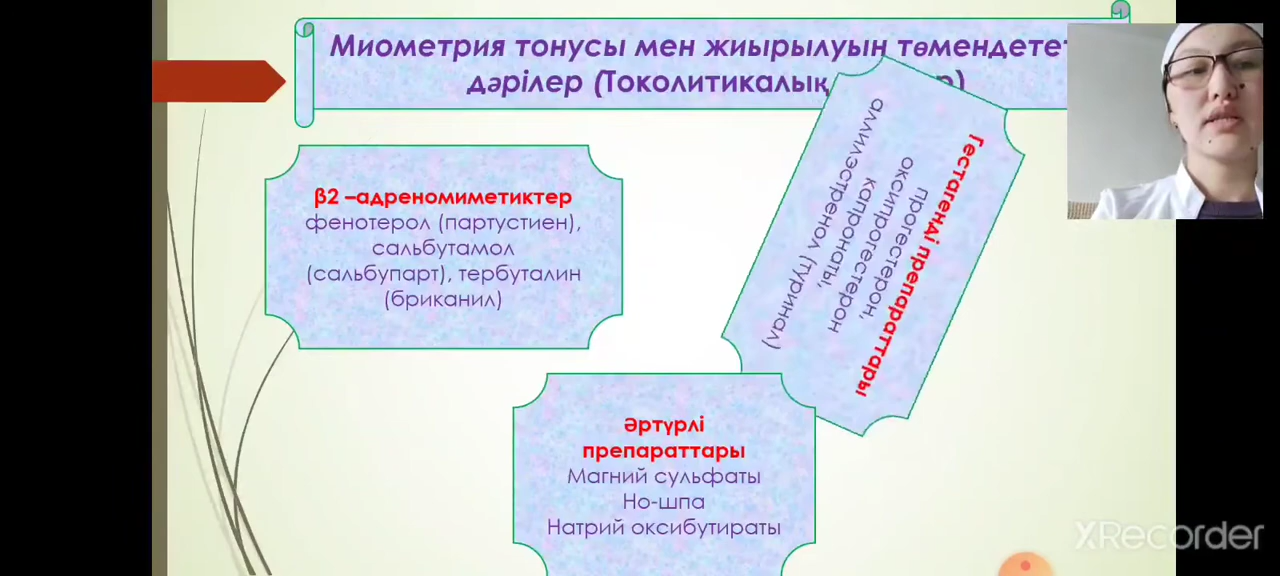 Миометрия тонусы мен жиырылуын төмендетет
дәрілер (Токолитикалық р)
β2 –адреномиметиктер
фенотерол (партустиен),
сальбутамол
(сальбупарт), тербуталин
(бриканил)
Гестагенді препараттары
прогестерон,
оксипрогестерон
капронаты,
аллилэстренол (туринал)
Әртүрлі
препараттары
Магний сульфаты
Но-шпа
Натрий оксибутираты
XRecorder